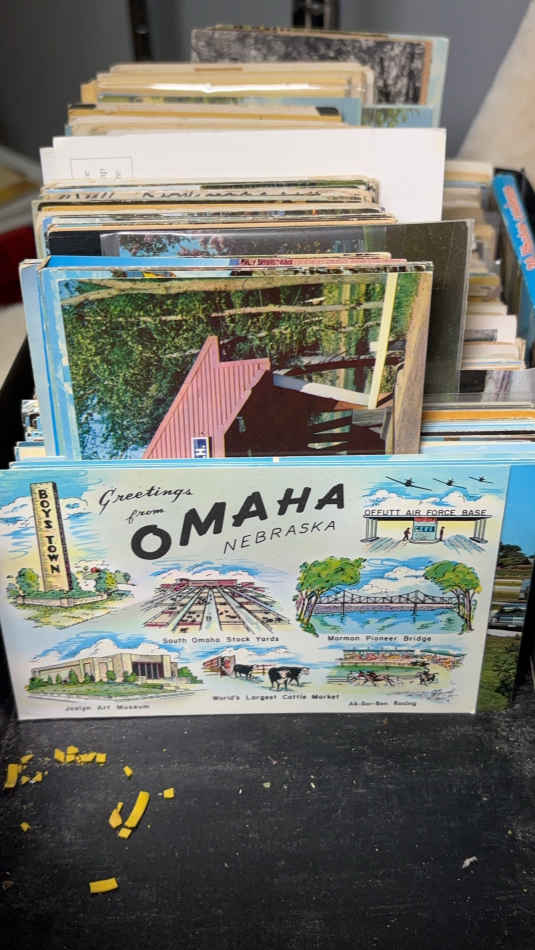 BOYS TOWN
Greetings
from
OMAHA
NEBRASKA
OFFUTT AIR FORCE BASE
South Omaha Stock Yards
Mormon Pioneer Bridge
Joslyn Art Museum
World's Largest Cattle Market
Ak-Sar-Ben Racing